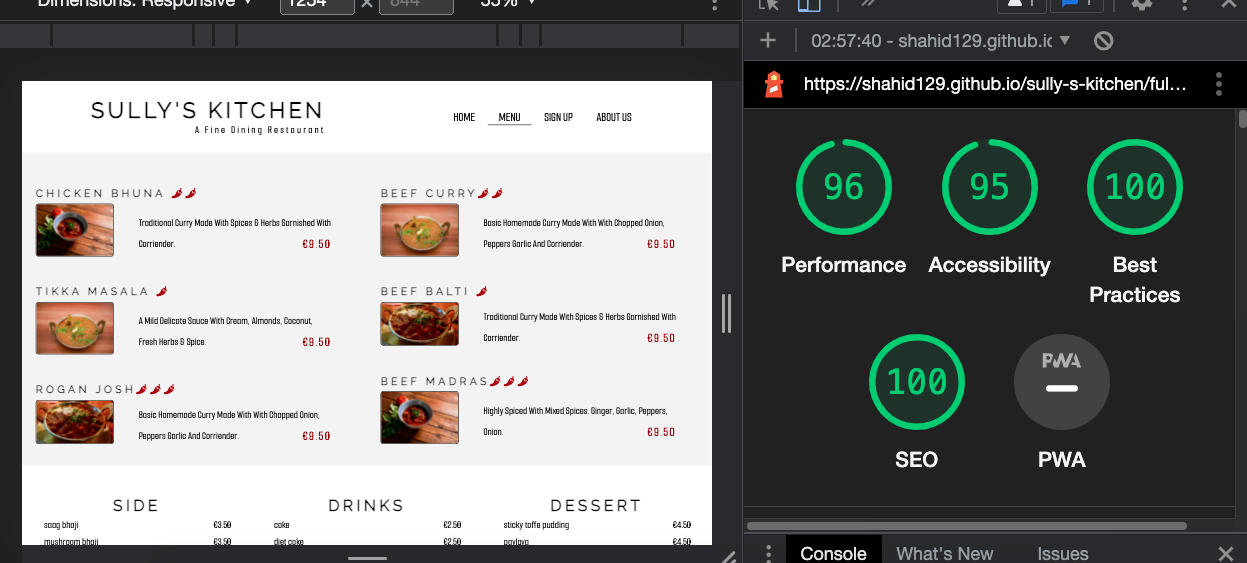 Dimensions: Responsive
1254
844
55%
1
1
02:57:40 - shahid129.github.ic
https://shahid129.github.io/sully-s-kitchen/ful...
SULLY'S KITCHEN
A Fine Dining Restaurant
HOME MENU SIGN UP ABOUT US
CHICKEN BHUNA
Traditional Curry Made With Spices & Herbs Garnished With
Corriender. €9.50
BEEF CURRY
Basic Homemade Curry Made With With Chopped Onion,
Peppers Garlic And Corriender. €9.50
TIKKA MASALA
A Mild Delicate Sauce With Cream, Almonds, Coconut,
Fresh Herbs & Spice. €9.50
BEEF BALTI
Traditional Curry Made With Spices & Herbs Garnished With
Corriender. €9.50
ROGAN JOSH
Basic Homemade Curry Made With With Chopped Onion,
Peppers Garlic And Corriender. €9.50
BEEF MADRAS
Highly Spiced With Mixed Spices. Ginger, Garlic, Peppers,
Onion. €9.50
SIDE
saag bhaji €3.50
mushroom bhaji €3.50
DRINKS
coke €2.50
diet coke €2.50
DESSERT
sticky toffe pudding €4.50
pavlova €4.50
96
Performance
95
Accessibility
100
Best
Practices
100
SEO
PWA
PWA
Console What's New Issues